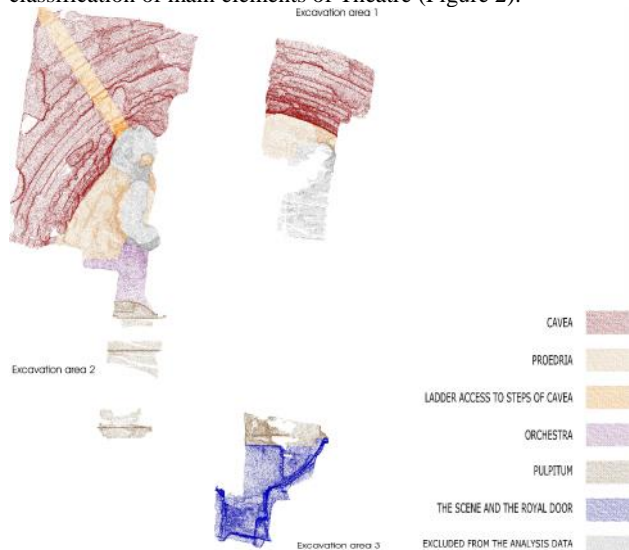 classification of main elements of Theatre (Figure 2).
Excavation area 1
CAVEA
PROEDRIA
Excavation area 2
LADDER ACCESS TO STEPS OF CAVEA
ORCHESTRA
PULPITUM
THE SCENE AND THE ROYAL DOOR
Excavation area 3
EXCLUDED FROM THE ANALYSIS DATA